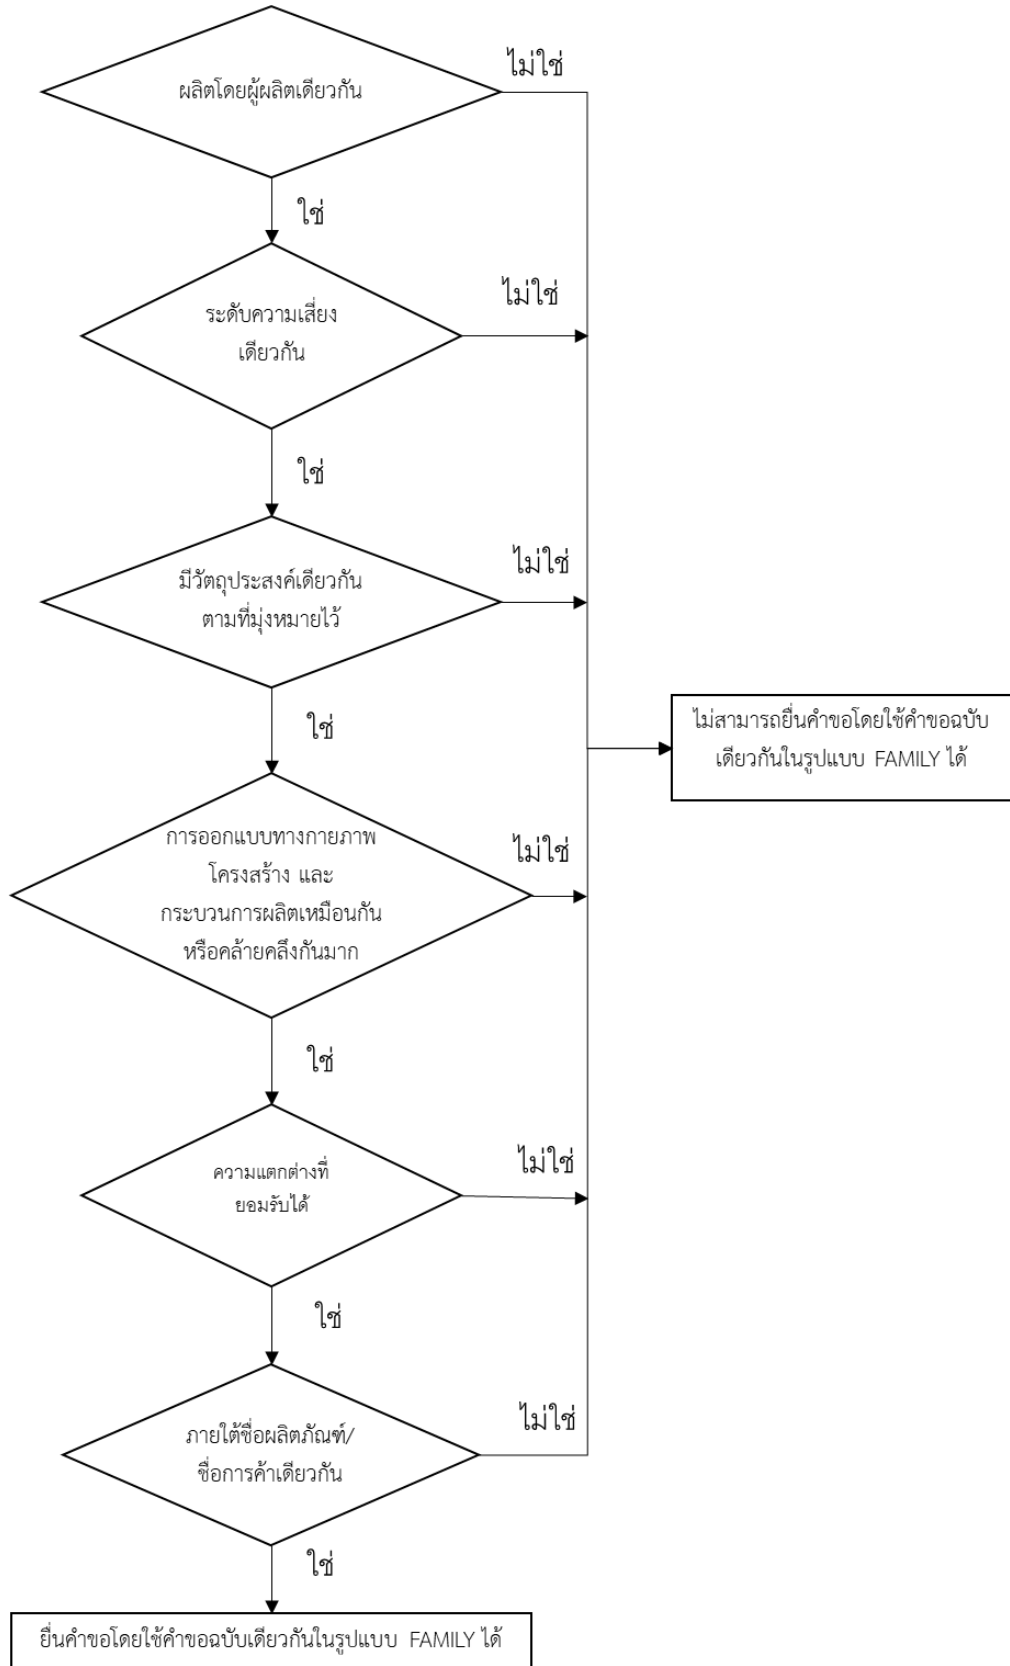 ผลิตโดยผู้ผลิตเดียวกัน
ไม่ใช่
ใช่
ระดับความเสี่ยง
เดียวกัน
ไม่ใช่
ใช่
มีวัตถุประสงค์เดียวกัน
ตามที่มุ่งหมายไว้
ไม่ใช่
ใช่
ไม่สามารถยื่นคำขอโดยใช้คำขอฉบับ
เดียวกันในรูปแบบ FAMILY ได้
การออกแบบทางกายภาพ
โครงสร้าง และ
กระบวนการผลิตเหมือนกัน
หรือคล้ายคลึงกันมาก
ไม่ใช่
ใช่
ความแตกต่างที่
ยอมรับได้
ไม่ใช่
ใช่
ภายใต้ชื่อผลิตภัณฑ์/
ชื่อการค้าเดียวกัน
ไม่ใช่
ใช่
ยื่นคำขอโดยใช้คำขอฉบับเดียวกันในรูปแบบ FAMILY ได้